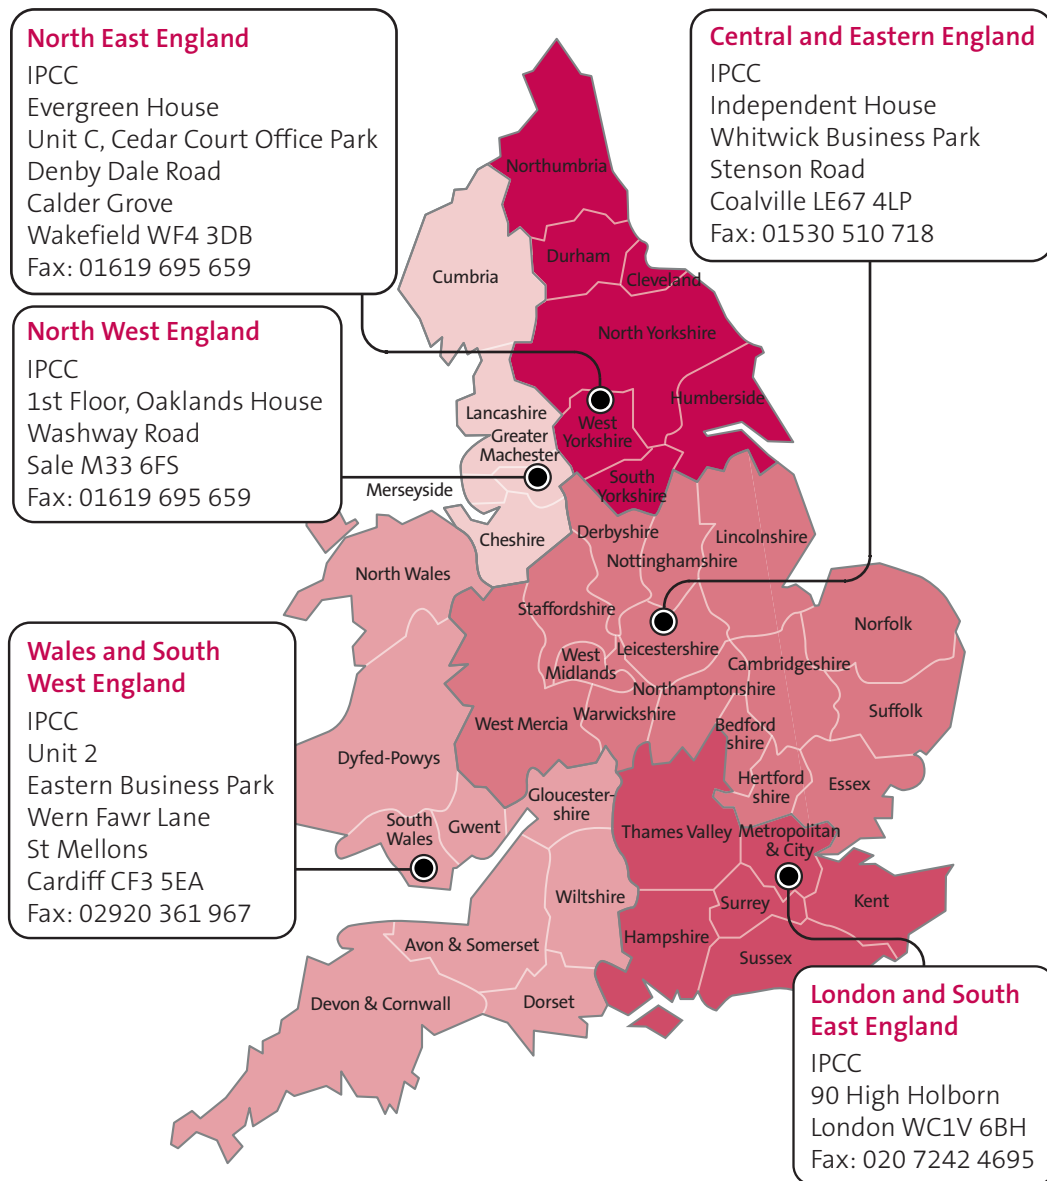 North East England
IPCC
Evergreen House
Unit C, Cedar Court Office Park
Denby Dale Road
Calder Grove
Wakefield WF4 3DB
Fax: 01619 695 659
Central and Eastern England
IPCC
Independent House
Whitwick Business Park
Stenson Road
Coalville LE67 4LP
Fax: 01530 510 718
North West England
IPCC
1st Floor, Oaklands House
Washway Road
Sale M33 6FS
Fax: 01619 695 659
Wales and South
West England
IPCC
Unit 2
Eastern Business Park
Wern Fawr Lane
St Mellons
Cardiff CF3 5EA
Fax: 02920 361 967
London and South
East England
IPCC
90 High Holborn
London WC1V 6BH
Fax: 020 7242 4695
Northumbria
Durham
Cleveland
Cumbria
North Yorkshire
Humberside
Lancashire
West
Yorkshire
Greater
Machester
South
Yorkshire
Merseyside
Cheshire
Derbyshire
Lincolnshire
Nottinghamshire
North Wales
Staffordshire
Norfolk
Leicestershire
West
Midlands
Cambridgeshire
Northamptonshire
Suffolk
West Mercia
Warwickshire
Bedford
shire
Dyfed-Powys
Hertford
shire
Essex
Gloucester-
shire
South
Wales
Gwent
Thames Valley
Metropolitan
& City
Wiltshire
Surrey
Kent
Avon & Somerset
Hampshire
Sussex
Devon & Cornwall
Dorset